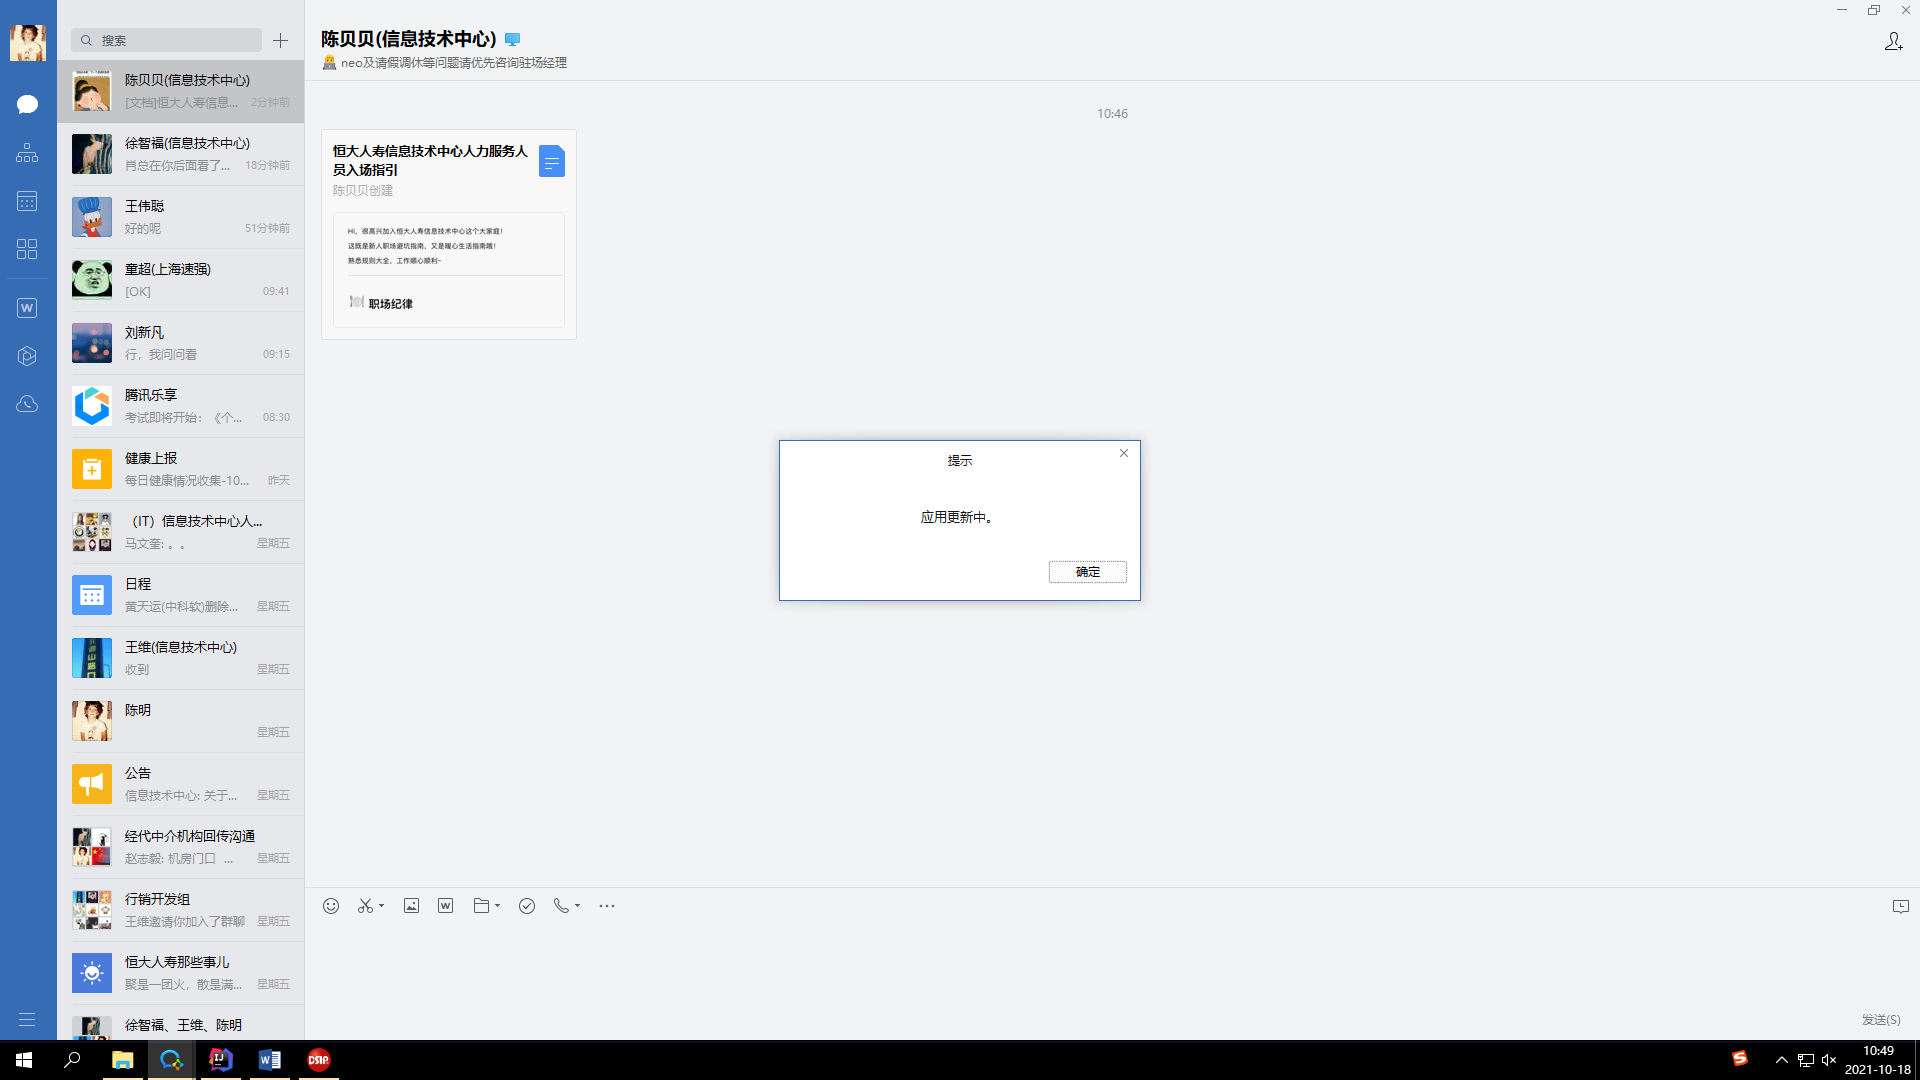 搜索
陈贝贝(信息技术中心)
[文档]恒大人寿信息... 2分钟前
徐智福(信息技术中心)
肖总在你后面看了... 18分钟前
王伟聪
好的呢 51分钟前
童超(上海速强)
[OK] 09:41
刘新凡
行，我问问看 09:15
腾讯乐享
考试即将开始：《个... 08:30
健康上报
每日健康情况收集-10... 昨天
（IT）信息技术中心人...
马文奎: 。。 星期五
日程
黄天运(中科软)删除... 星期五
王维(信息技术中心)
收到 星期五
陈明
星期五
公告
信息技术中心: 关于... 星期五
经代中介机构回传沟通
赵志毅: 机房门口 ... 星期五
行销开发组
王维邀请你加入了群聊 星期五
恒大人寿那些事儿
聚是一团火，散是满... 星期五
徐智福、王维、陈明
陈贝贝(信息技术中心)
neo及请假调休等问题请优先咨询驻场经理
10:46
恒大人寿信息技术中心人力服务人
员入场指引
陈贝贝创建
Hi，很高兴加入恒大人寿信息技术中心这个大家庭！
这既是新人职场避坑指南，又是暖心生活指南哦！
熟悉规则大全，工作顺心顺利~
职场纪律
提示
应用更新中。
确定
发送(S)
10:49
2021-10-18